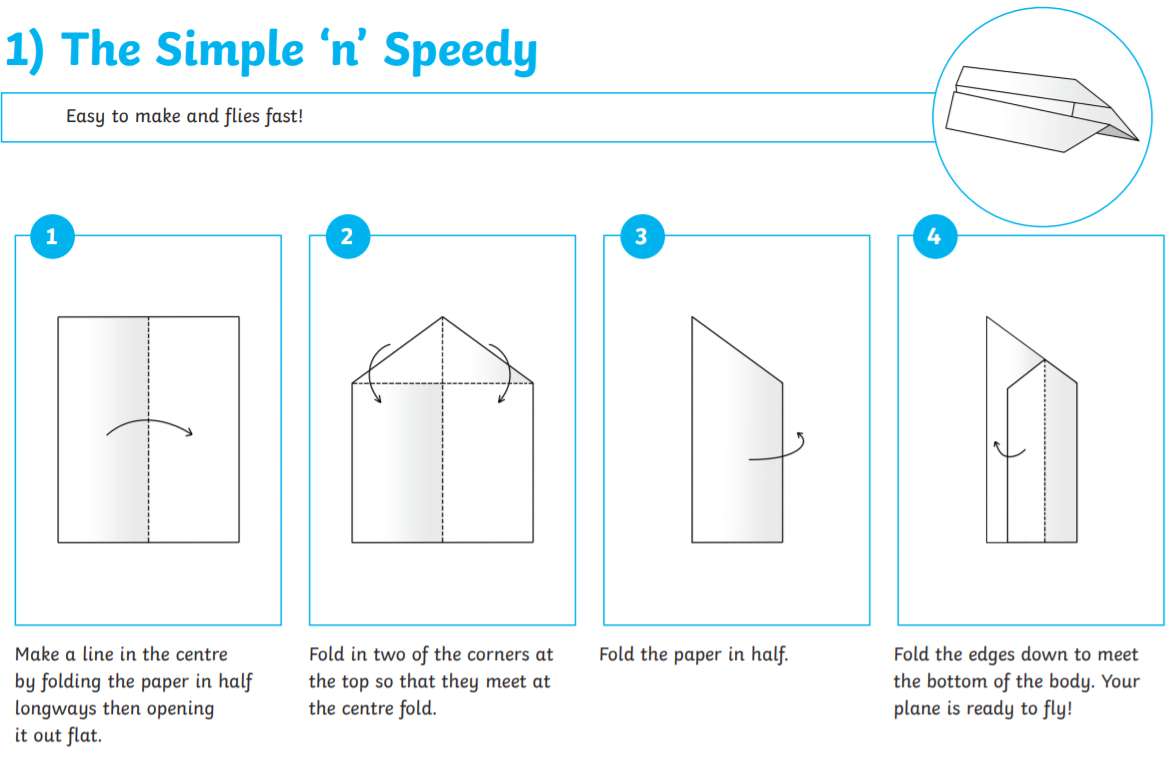 1) The Simple ‘n’ Speedy
Easy to make and flies fast!
1
Make a line in the centre
by folding the paper in half
longways then opening
it out flat.
2
Fold in two of the corners at
the top so that they meet at
the centre fold.
3
Fold the paper in half.
4
Fold the edges down to meet
the bottom of the body. Your
plane is ready to fly!